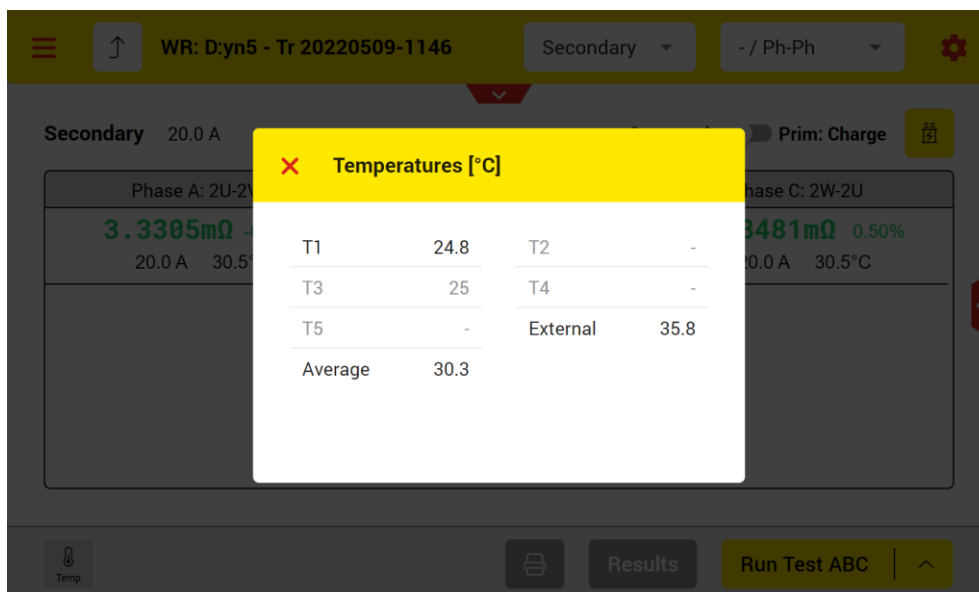 WR: D:yn5 - Tr 20220509-1146
Secondary
- / Ph-Ph
Secondary 20.0 A
Prim: Charge
Phase A: 2U-2V
hase C: 2W-2U
3.3305mΩ
3481mΩ 0.50%
20.0 A 30.5°
20.0 A 30.5°C
Temperatures [°C]
T1 24.8 T2 -
T3 25 T4 -
T5 - External 35.8
Average 30.3
Temp
Results
Run Test ABC